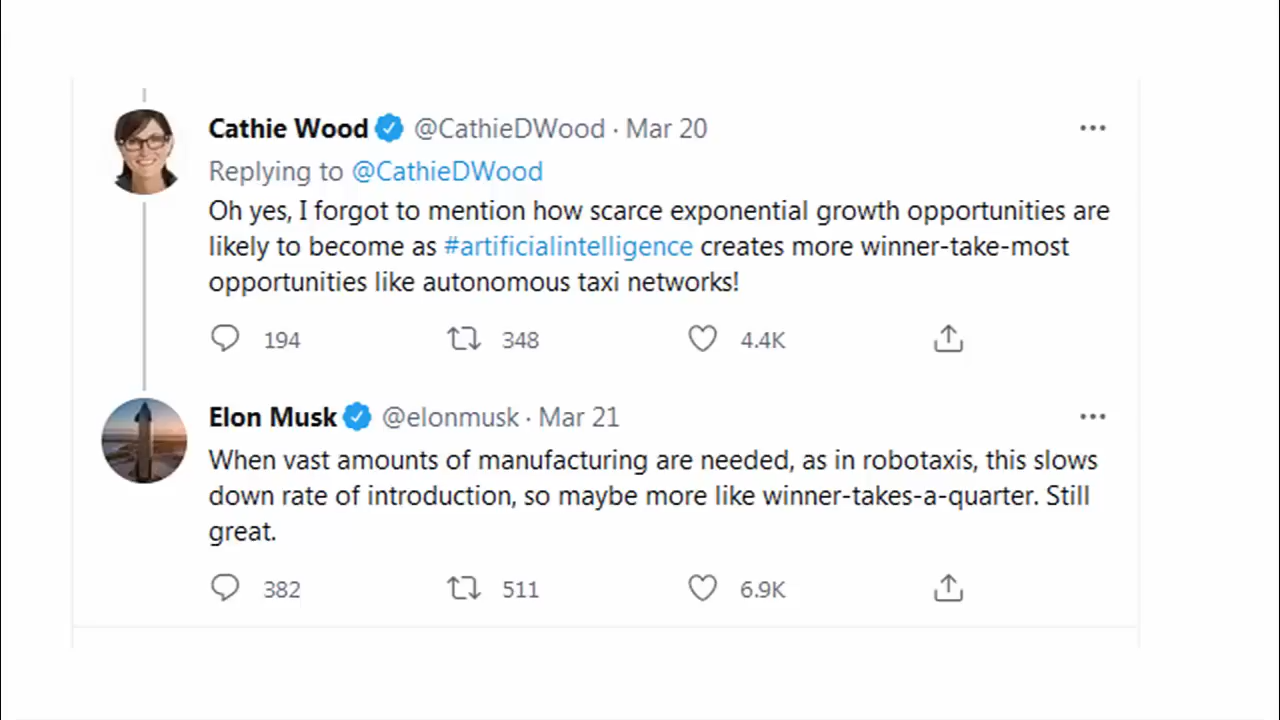 Cathie Wood @CathieDWood · Mar 20
Replying to @CathieDWood
Oh yes, I forgot to mention how scarce exponential growth opportunities are
likely to become as #artificialintelligence creates more winner-take-most
opportunities like autonomous taxi networks!
194 348 4.4K
Elon Musk @elonmusk · Mar 21
When vast amounts of manufacturing are needed, as in robotaxis, this slows
down rate of introduction, so maybe more like winner-takes-a-quarter. Still
great.
382 511 6.9K